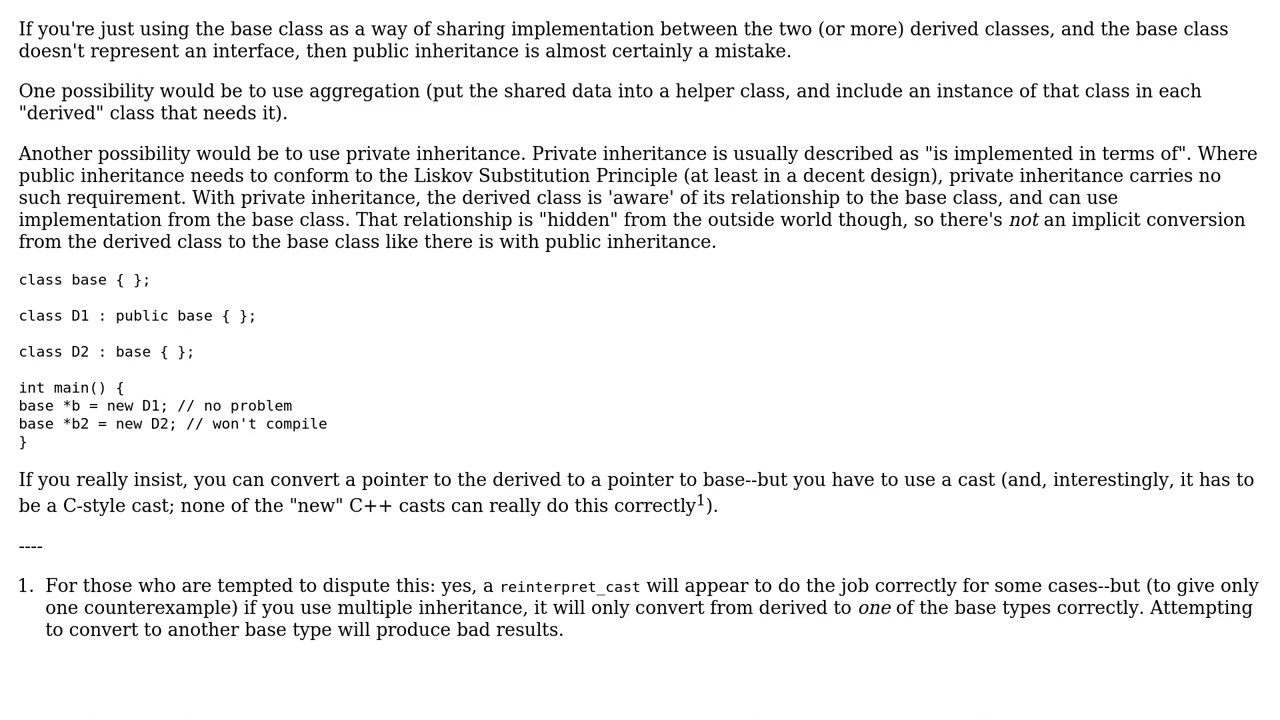 If you're just using the base class as a way of sharing implementation between the two (or more) derived classes, and the base class
doesn't represent an interface, then public inheritance is almost certainly a mistake.
One possibility would be to use aggregation (put the shared data into a helper class, and include an instance of that class in each
"derived" class that needs it).
Another possibility would be to use private inheritance. Private inheritance is usually described as "is implemented in terms of". Where
public inheritance needs to conform to the Liskov Substitution Principle (at least in a decent design), private inheritance carries no
such requirement. With private inheritance, the derived class is 'aware' of its relationship to the base class, and can use
implementation from the base class. That relationship is "hidden" from the outside world though, so there's not an implicit conversion
from the derived class to the base class like there is with public inheritance.
class base { };
class D1 : public base { };
class D2 : base { };
int main() {
base *b = new D1; // no problem
base *b2 = new D2; // won't compile
}
If you really insist, you can convert a pointer to the derived to a pointer to base--but you have to use a cast (and, interestingly, it has to
be a C-style cast; none of the "new" C++ casts can really do this correctly1).
----
1. For those who are tempted to dispute this: yes, a reinterpret_cast will appear to do the job correctly for some cases--but (to give only
one counterexample) if you use multiple inheritance, it will only convert from derived to one of the base types correctly. Attempting
to convert to another base type will produce bad results.